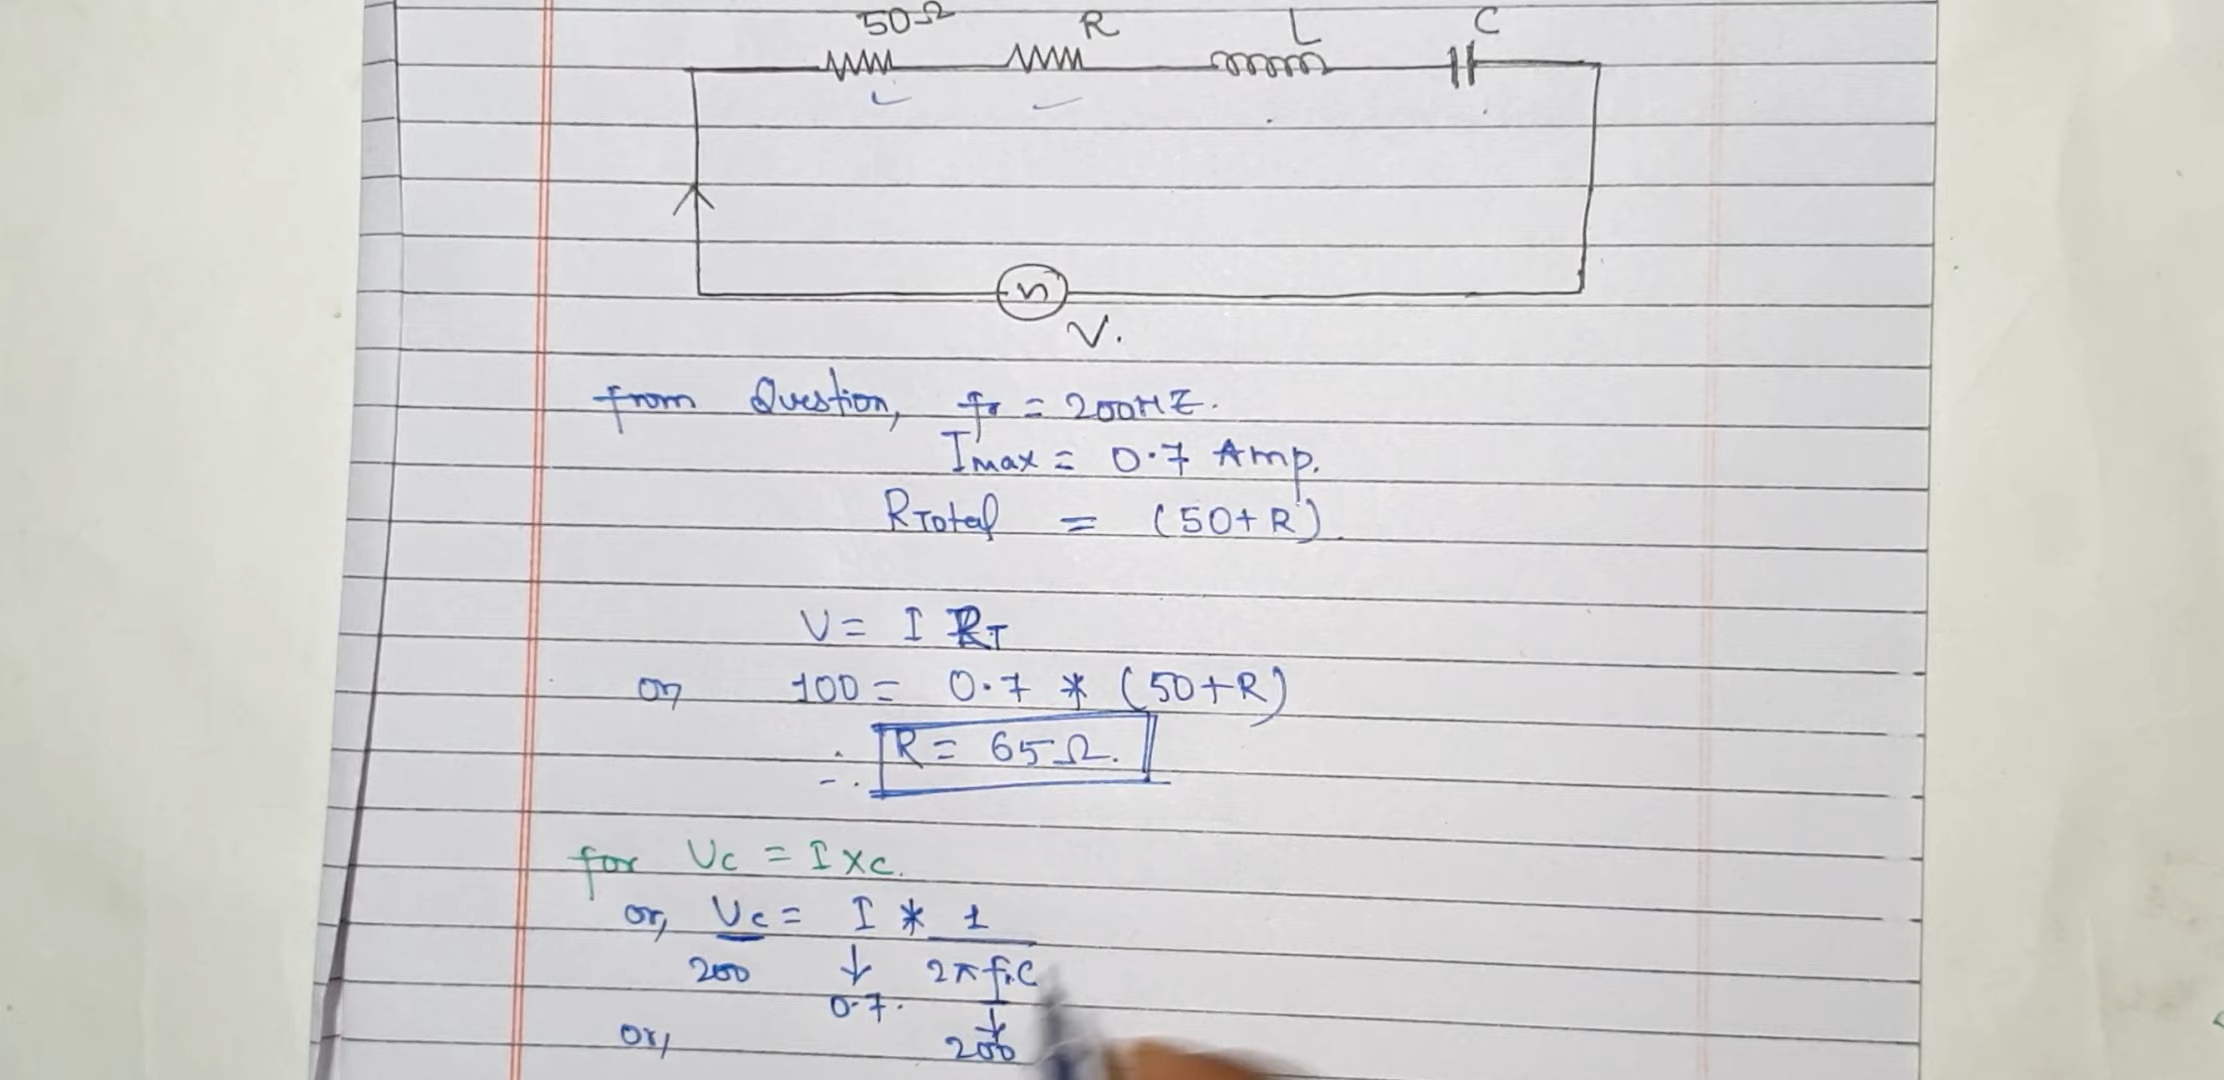 50Ω R L C
V.
from Question, fr = 200HZ.
Imax = 0.7 Amp.
RTotal = (50+R).
V = I RT
or 100 = 0.7 * (50+R)
∴ R = 65Ω.
for Vc = I Xc.
or, Vc = I * 1
200 ↓ 2π fr C
0.7. ↓
or, 200